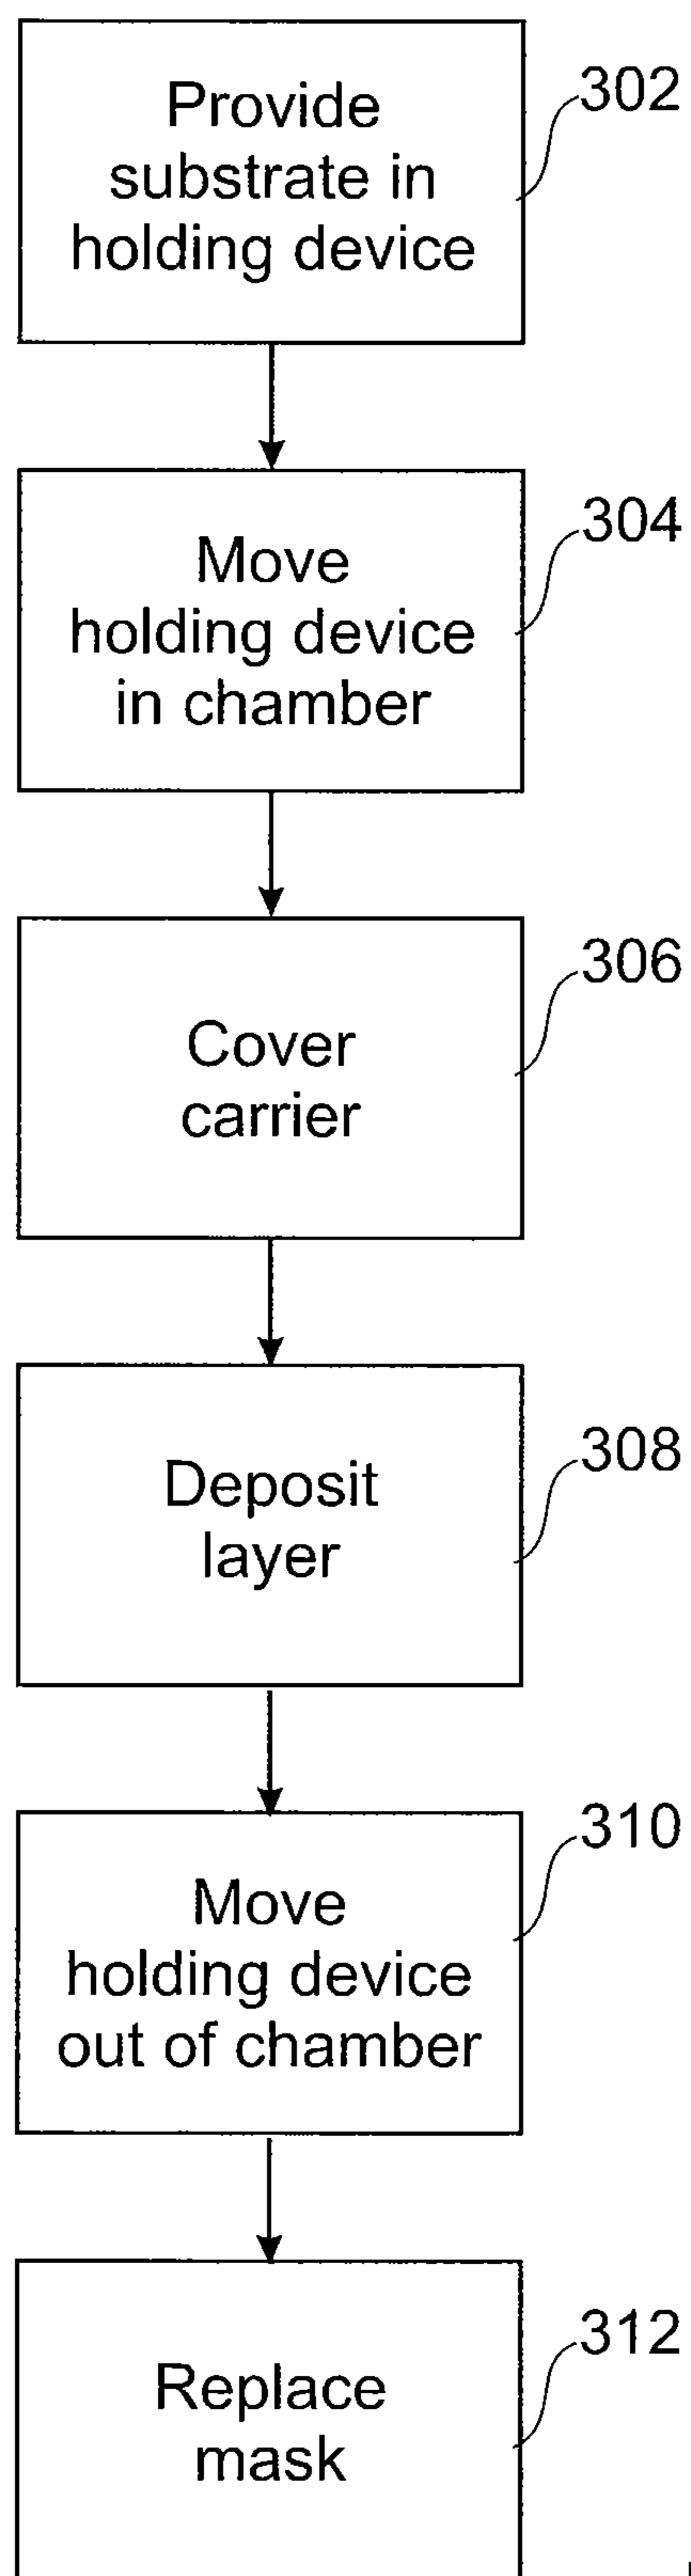 Provide
substrate in
holding device
302
Move
holding device
in chamber
304
Cover
carrier
306
Deposit
layer
308
Move
holding device
out of chamber
310
Replace
mask
312